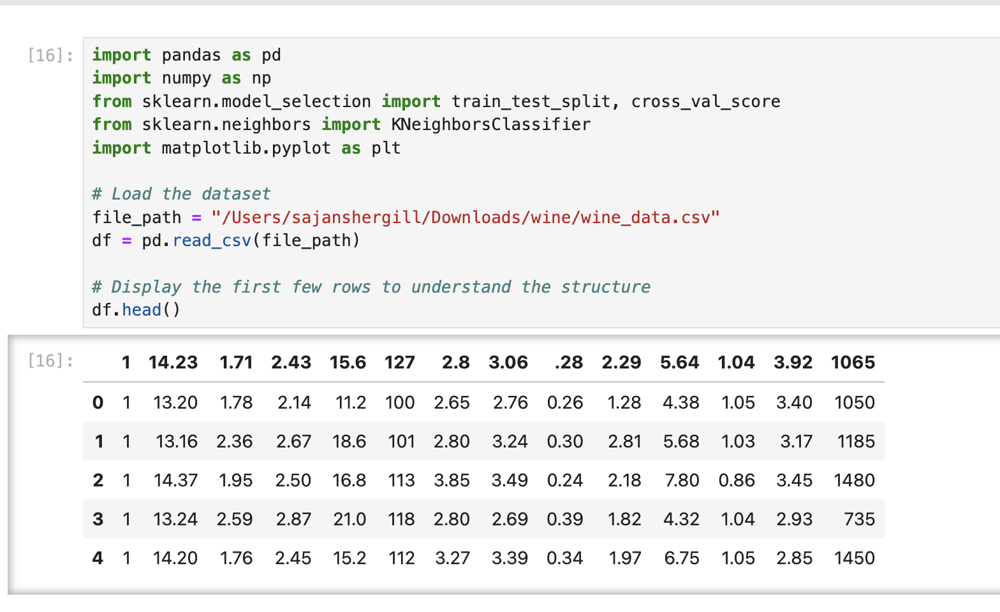 [16]: import pandas as pd
import numpy as np
from sklearn.model_selection import train_test_split, cross_val_score
from sklearn.neighbors import KNeighborsClassifier
import matplotlib.pyplot as plt
# Load the dataset
file_path = "/Users/sajanshergill/Downloads/wine/wine_data.csv"
df = pd.read_csv(file_path)
# Display the first few rows to understand the structure
df.head()
[16]: 1 14.23 1.71 2.43 15.6 127 2.8 3.06 .28 2.29 5.64 1.04 3.92 1065
0 1 13.20 1.78 2.14 11.2 100 2.65 2.76 0.26 1.28 4.38 1.05 3.40 1050
1 1 13.16 2.36 2.67 18.6 101 2.80 3.24 0.30 2.81 5.68 1.03 3.17 1185
2 1 14.37 1.95 2.50 16.8 113 3.85 3.49 0.24 2.18 7.80 0.86 3.45 1480
3 1 13.24 2.59 2.87 21.0 118 2.80 2.69 0.39 1.82 4.32 1.04 2.93 735
4 1 14.20 1.76 2.45 15.2 112 3.27 3.39 0.34 1.97 6.75 1.05 2.85 1450